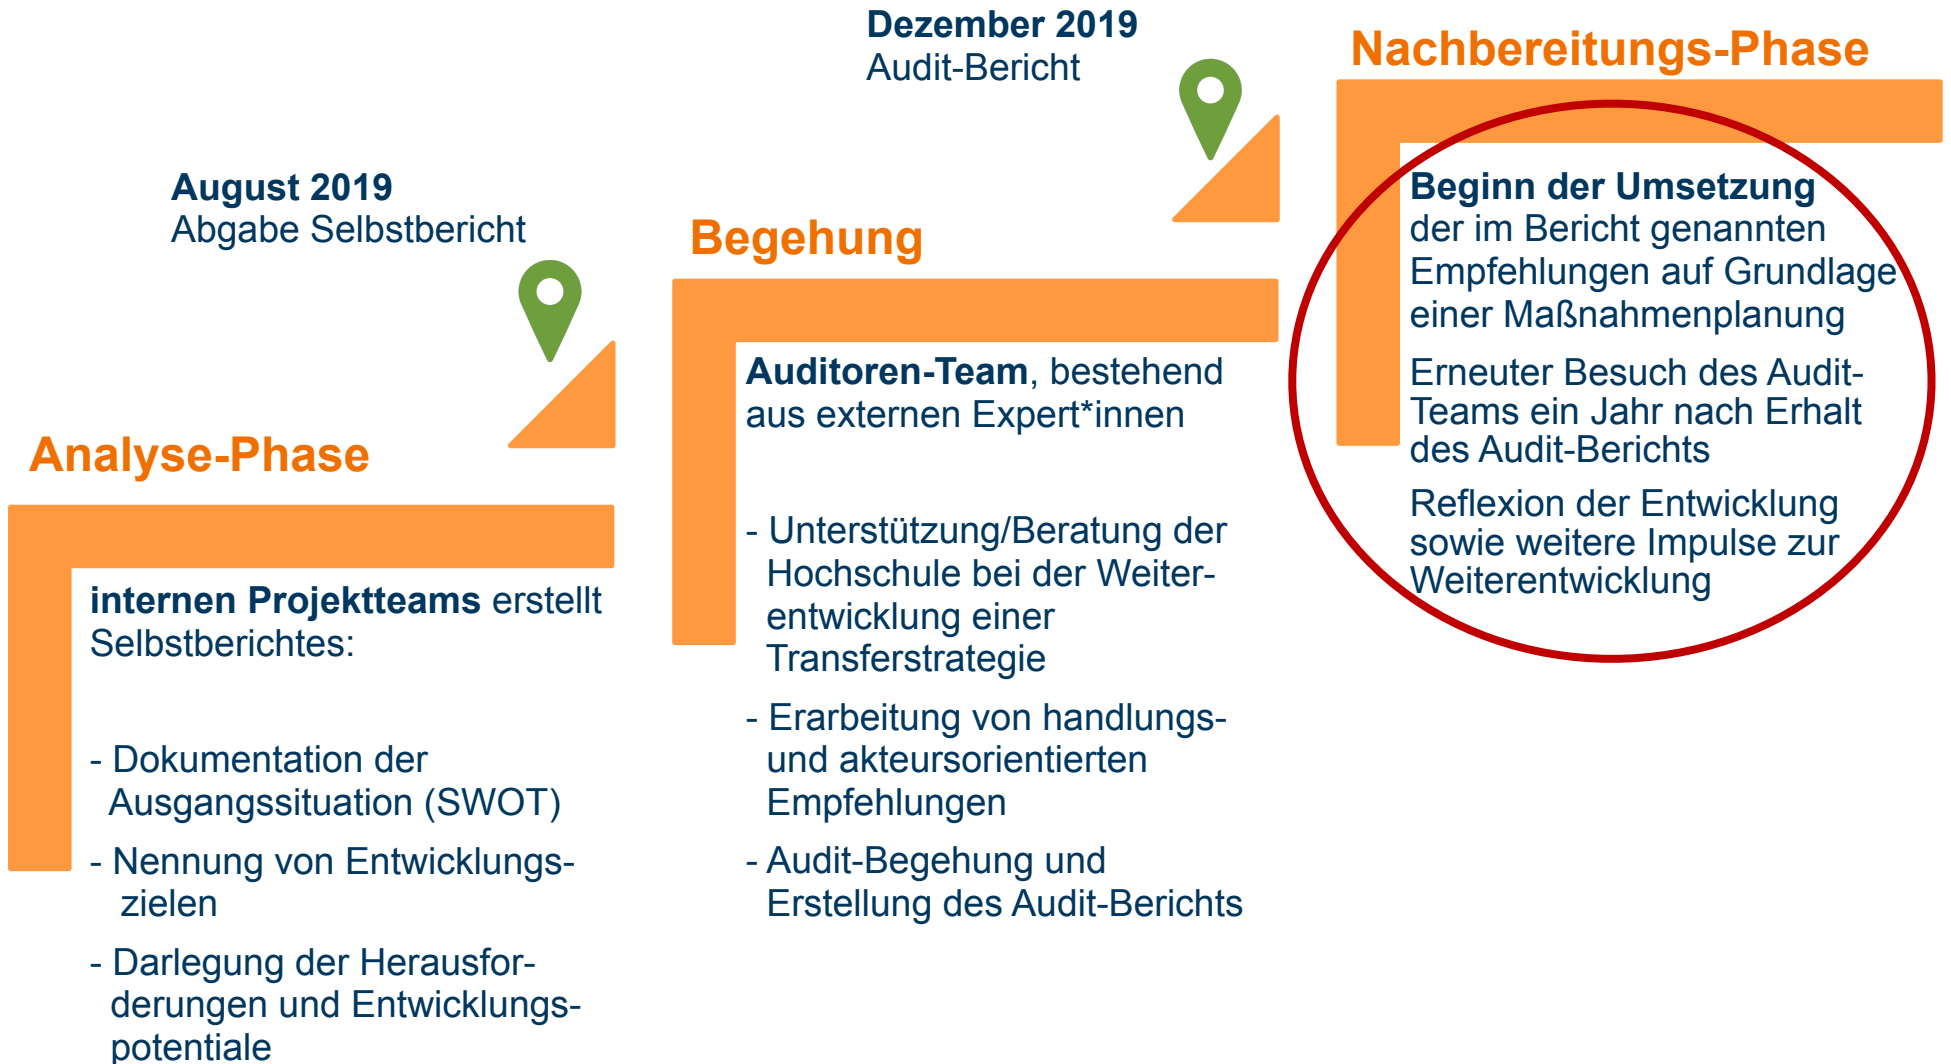 Analyse-Phase
internen Projektteams erstellt
Selbstberichtes:
- Dokumentation der
Ausgangssituation (SWOT)
- Nennung von Entwicklungs-
zielen
- Darlegung der Herausfor-
derungen und Entwicklungs-
potentiale
August 2019
Abgabe Selbstbericht
Begehung
Auditoren-Team, bestehend
aus externen Expert*innen
- Unterstützung/Beratung der
Hochschule bei der Weiter-
entwicklung einer
Transferstrategie
- Erarbeitung von handlungs-
und akteursorientierten
Empfehlungen
- Audit-Begehung und
Erstellung des Audit-Berichts
Dezember 2019
Audit-Bericht
Nachbereitungs-Phase
Beginn der Umsetzung
der im Bericht genannten
Empfehlungen auf Grundlage
einer Maßnahmenplanung
Erneuter Besuch des Audit-
Teams ein Jahr nach Erhalt
des Audit-Berichts
Reflexion der Entwicklung
sowie weitere Impulse zur
Weiterentwicklung